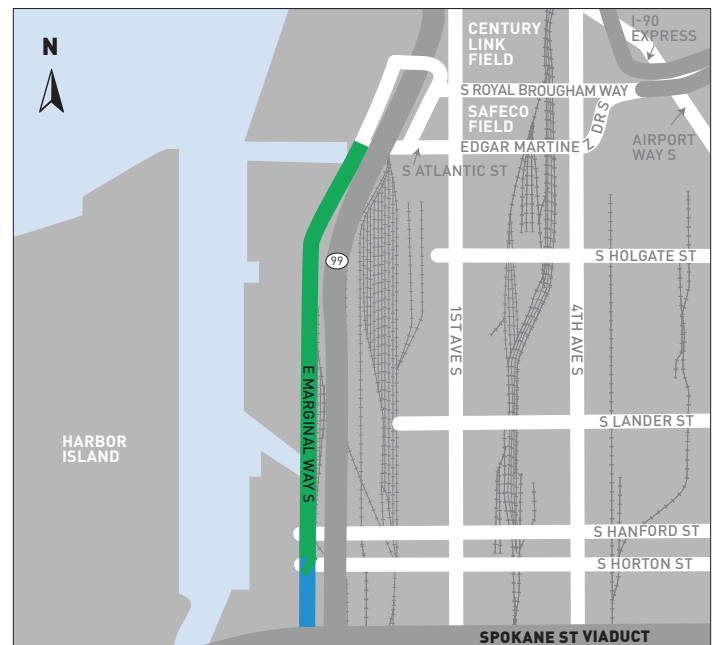 N
CENTURY
LINK
FIELD
I-90
EXPRESS
S ROYAL BROUGHAM WAY
SAFECO
FIELD
EDGAR MARTINEZ DR S
S ATLANTIC ST
AIRPORT
WAY S
99
S HOLGATE ST
1ST AVE S
4TH AVE S
E MARGINAL WAY S
S LANDER ST
HARBOR
ISLAND
S HANFORD ST
S HORTON ST
SPOKANE ST VIADUCT